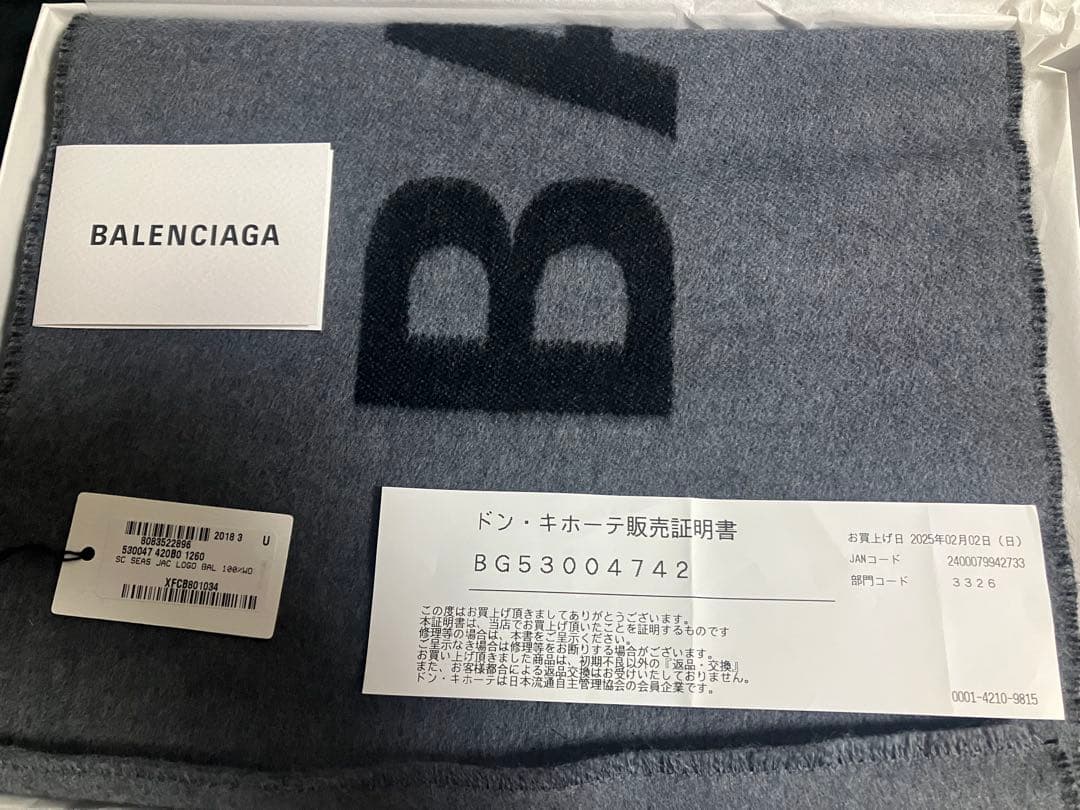 BA
BALENCIAGA
2018 3 U
8083522896
530047 420B0 1260
SC SEAS JAC LOGO BAL 100%WO
XFCB801034
ドン・キホーテ販売証明書
BG53004742
お買上げ日 2025年02月02日(日)
JANコード 2400079942733
部門コード 3326
この度はお買上げ頂きましてありがとうございます。
本証明書は、当店でお買上げ頂いたことを証明するものです
修理等の場合は、本書をご呈示ください。
ご呈示なき場合は修理等をお断りする場合がございます。
お買い上げ頂きました商品は、初期不良以外の『返品・交換』
また、お客様都合による返品交換はお受けいたしておりません。
ドン・キホーテは日本流通自主管理協会の会員企業です。
0001-4210-9815